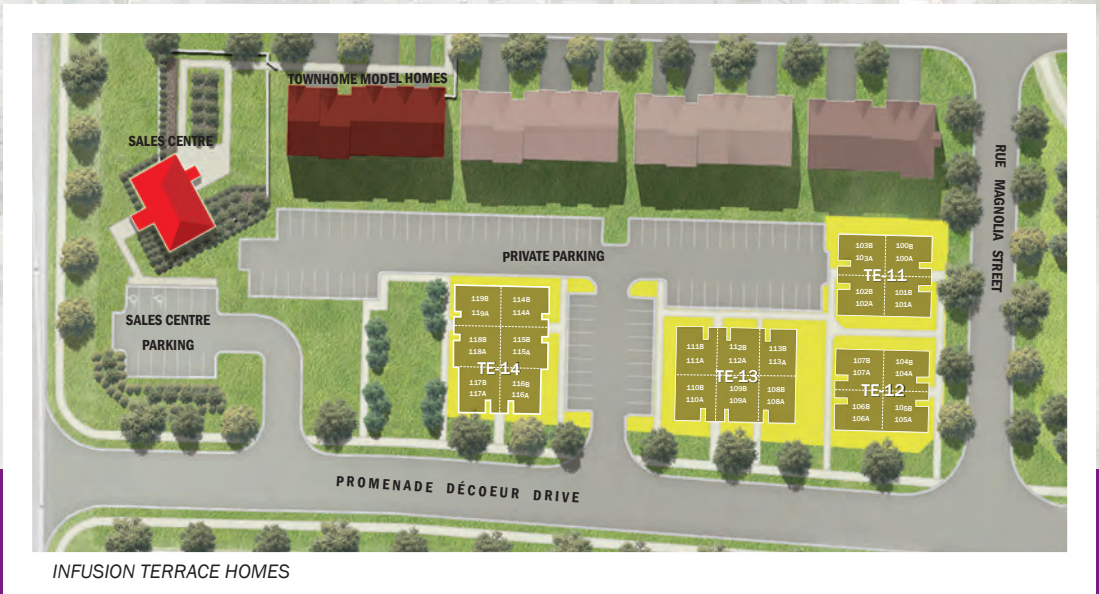 TOWNHOME MODEL HOMES
SALES CENTRE
RUE MAGNOLIA STREET
PRIVATE PARKING
SALES CENTRE
PARKING
103B 100B
103A 100A
TE-11
102B 101B
102A 101A
119B 114B
119A 114A
118B 115B
118A 115A
TE-14
117B 116B
117A 116A
111B 112B 113B
111A 112A 113A
TE-13
110B 109B 108B
110A 109A 108A
107B 104B
107A 104A
TE-12
106B 105B
106A 105A
PROMENADE DÉCOEUR DRIVE
INFUSION TERRACE HOMES